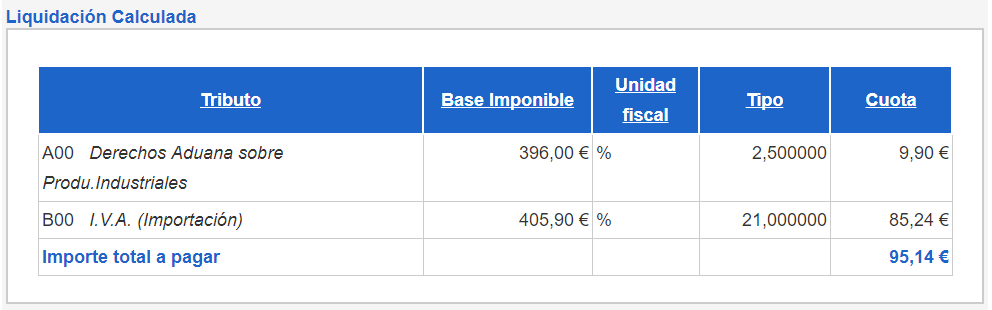 Liquidación Calculada
Tributo Base Imponible Unidad fiscal Tipo Cuota
A00 Derechos Aduana sobre Produ.Industriales 396,00 € % 2,500000 9,90 €
B00 I.V.A. (Importación) 405,90 € % 21,000000 85,24 €
Importe total a pagar 95,14 €